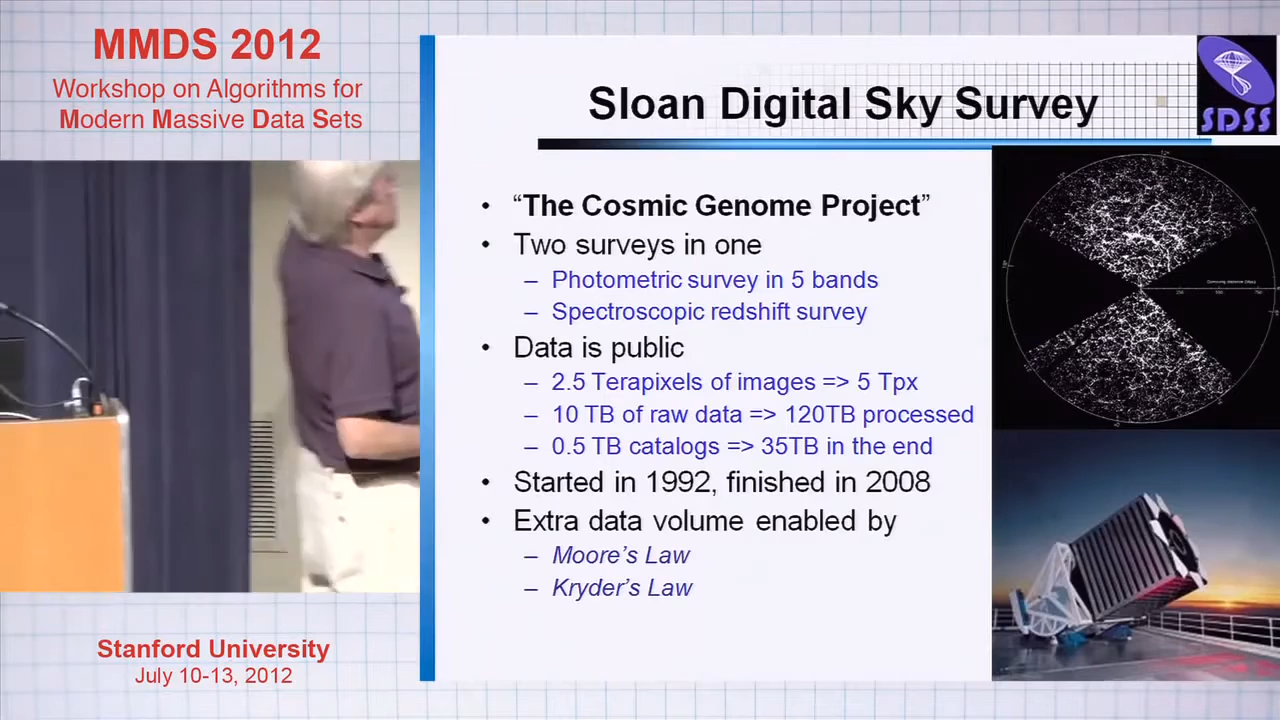 MMDS 2012
Workshop on Algorithms for
Modern Massive Data Sets
Stanford University
July 10-13, 2012
Sloan Digital Sky Survey
SDSS
• “The Cosmic Genome Project”
• Two surveys in one
– Photometric survey in 5 bands
– Spectroscopic redshift survey
• Data is public
– 2.5 Terapixels of images => 5 Tpx
– 10 TB of raw data => 120TB processed
– 0.5 TB catalogs => 35TB in the end
• Started in 1992, finished in 2008
• Extra data volume enabled by
– Moore’s Law
– Kryder’s Law